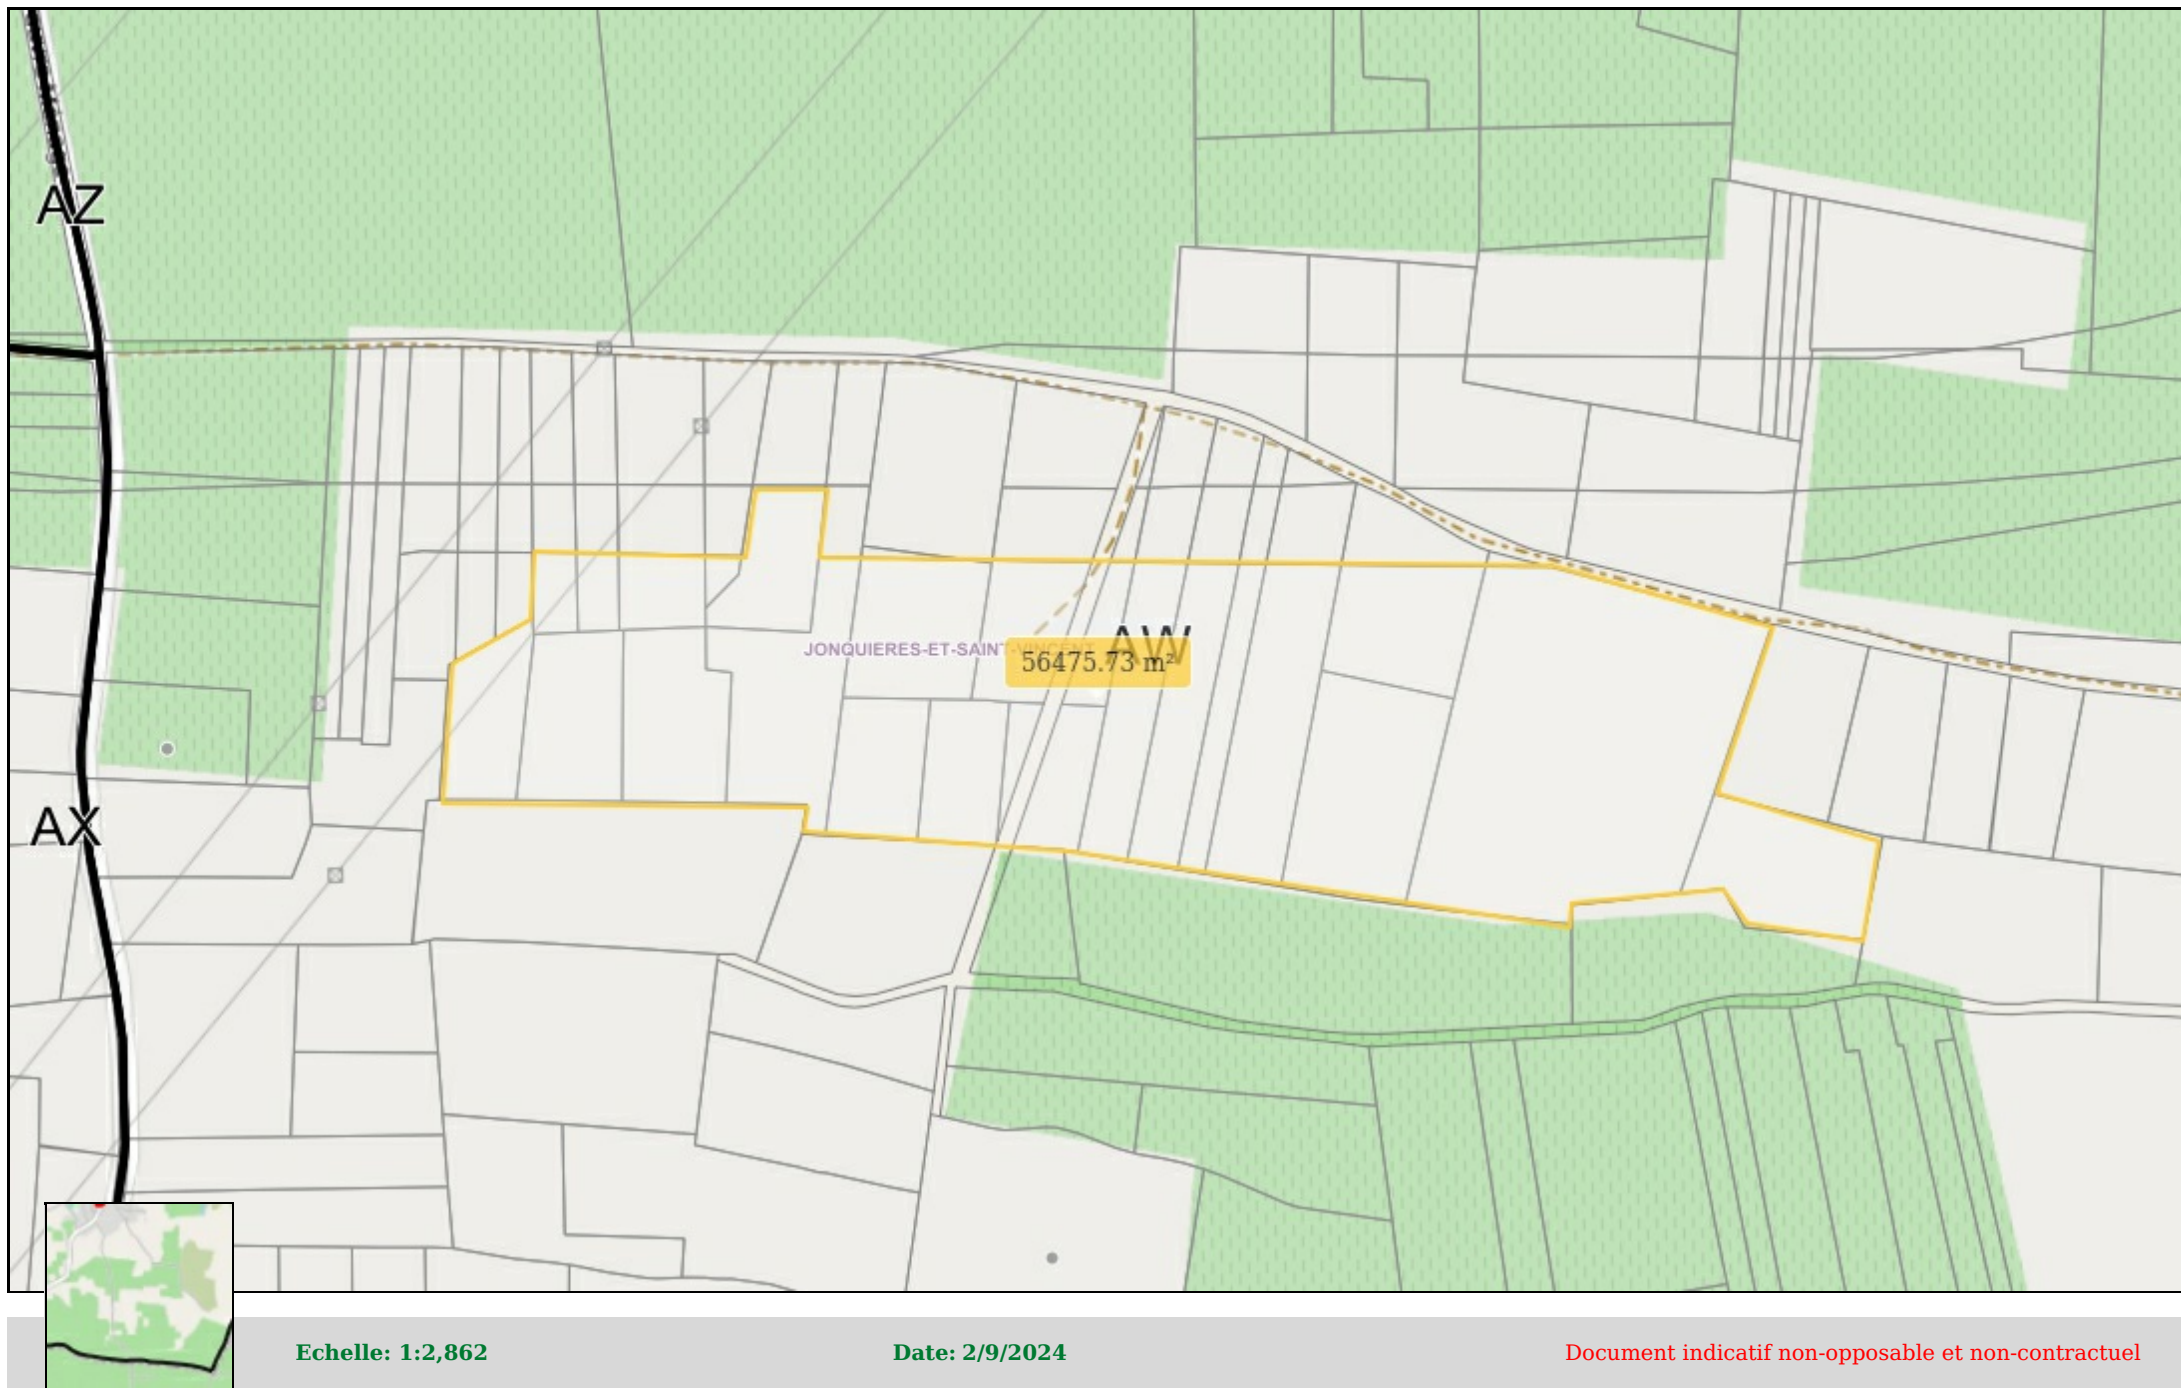 AZ
JONQUIERES-ET-SAINT-VINCENT
AW
56475.73 m²
AX
Echelle: 1:2,862
Date: 2/9/2024
Document indicatif non-opposable et non-contractuel